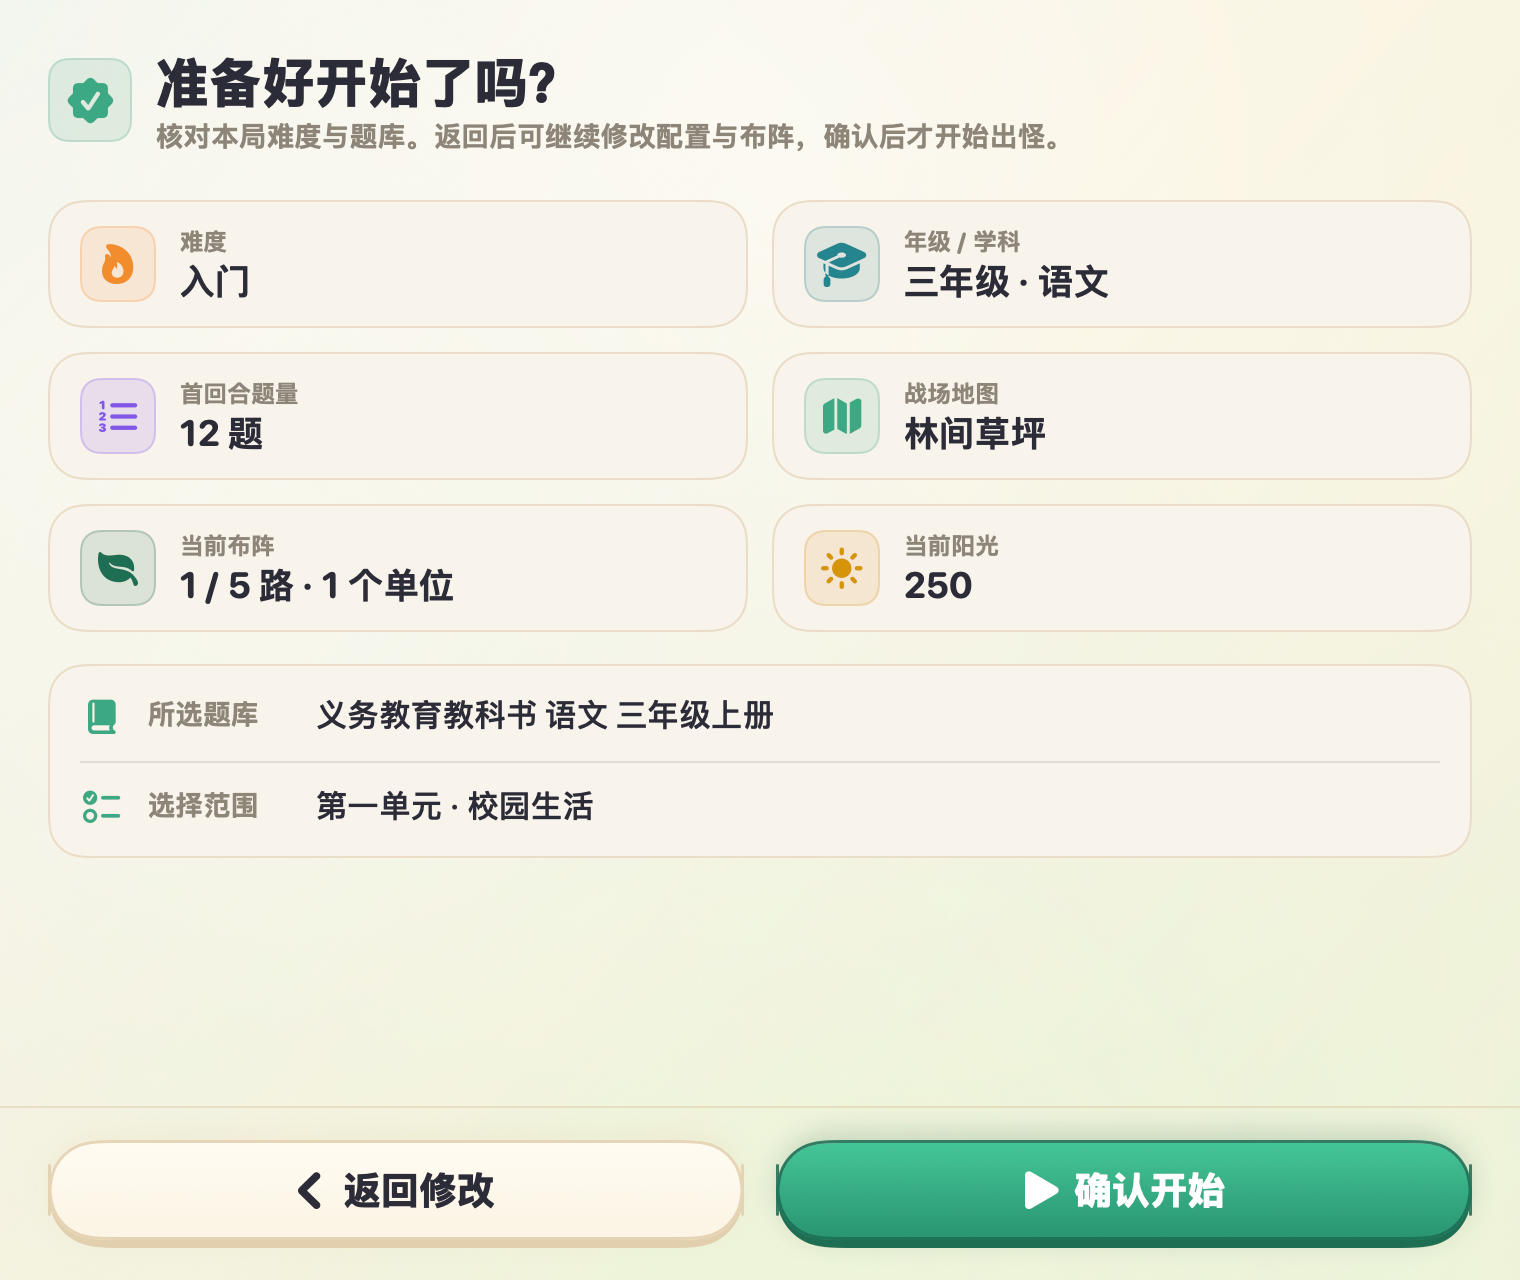 准备好开始了吗?
核对本局难度与题库。返回后可继续修改配置与布阵，确认后才开始出怪。
难度
入门
年级 / 学科
三年级 · 语文
1
2
3
首回合题量
12 题
战场地图
林间草坪
当前布阵
1 / 5 路 · 1 个单位
当前阳光
250
所选题库 义务教育教科书 语文 三年级上册
选择范围 第一单元 · 校园生活
返回修改
确认开始